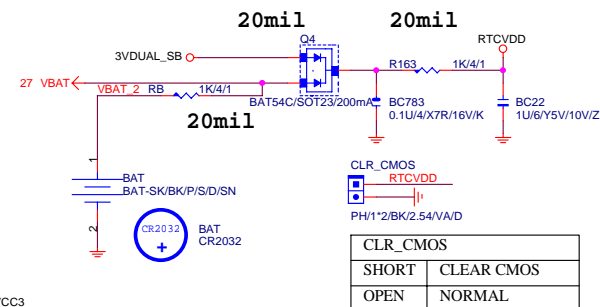 20mil
20mil
Q4
RTCVDD
3VDUAL_SB
R163
1K/4/1
27 VBAT
VBAT_2
RB
1K/4/1
BAT54C/SOT23/200mA
20mil
BC783
0.1U/4/X7R/16V/K
BC22
1U/6/Y5V/10V/Z
1
BAT
BAT-SK/BK/P/S/D/SN
2
CR2032
+
BAT
CR2032
CLR_CMOS
RTCVDD
PH/1*2/BK/2.54/VA/D
CLR_CMOS
SHORT CLEAR CMOS
OPEN NORMAL